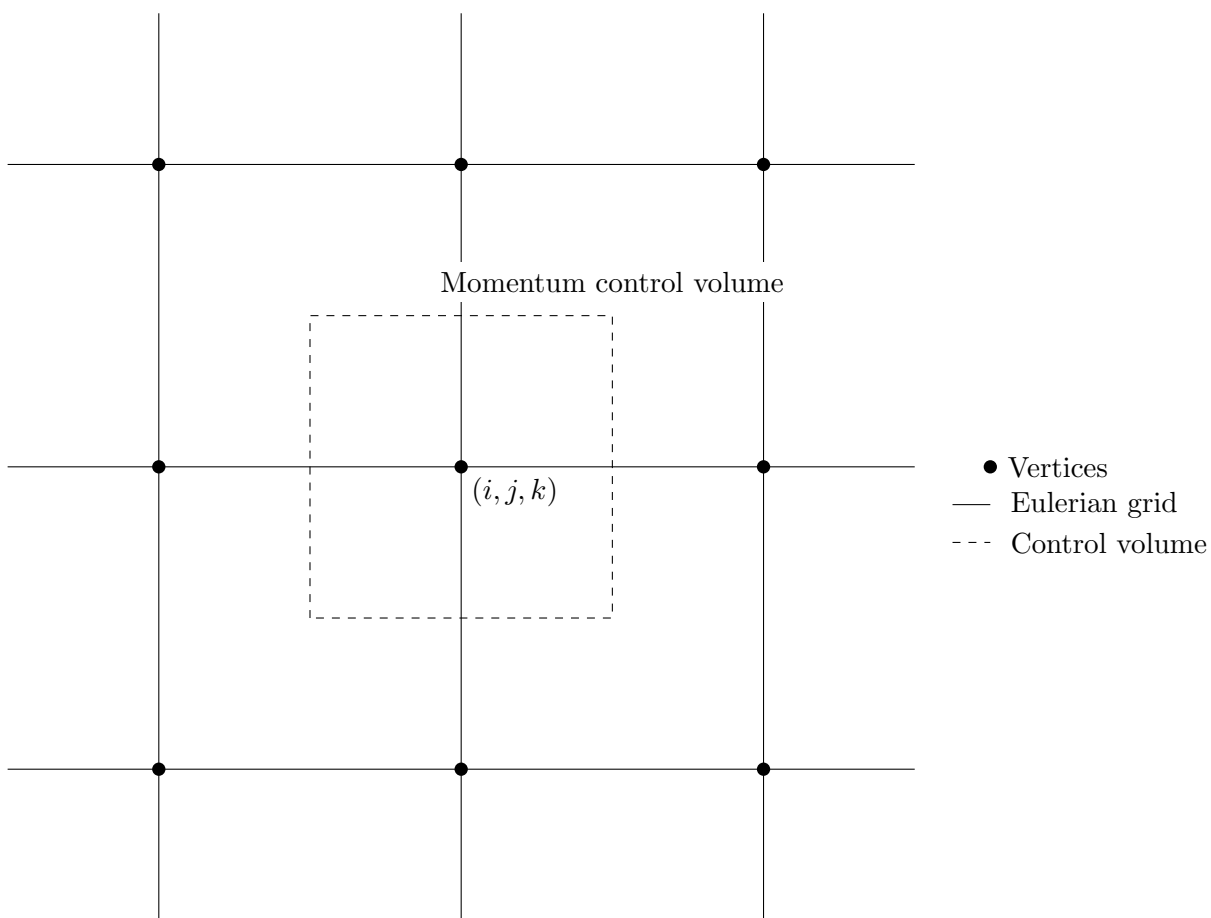 Momentum control volume
(i, j, k)
Vertices
Eulerian grid
Control volume